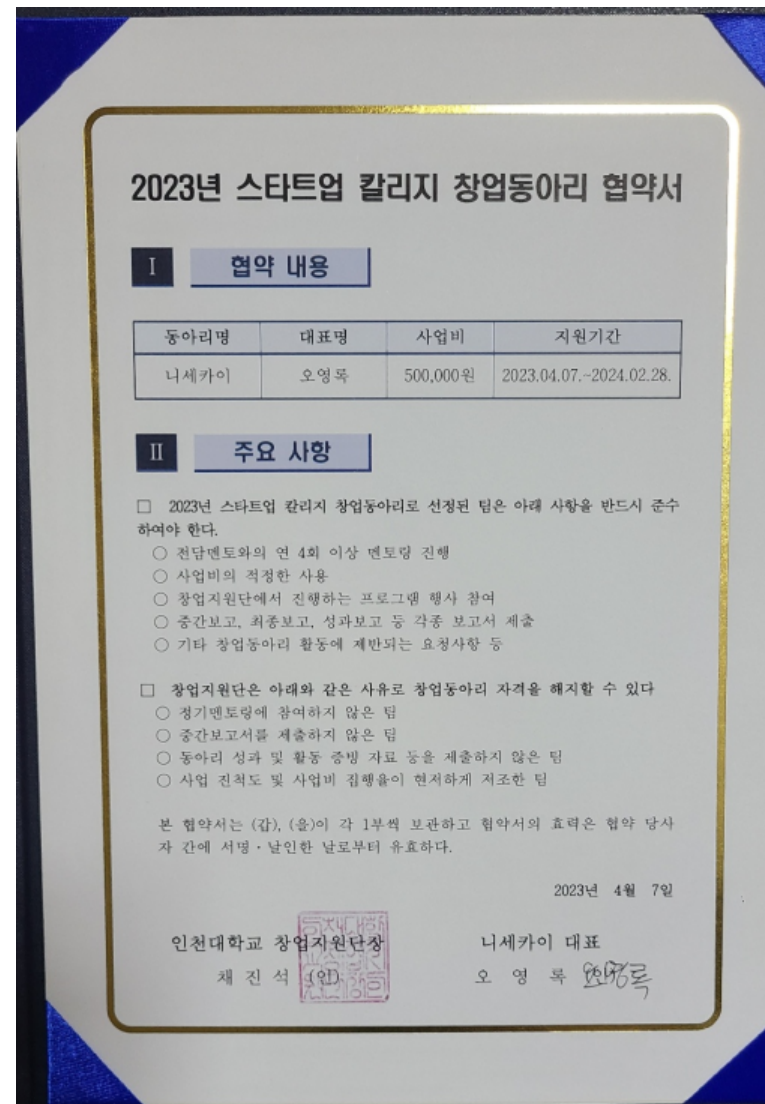 2023년 스타트업 칼리지 창업동아리 협약서
Ⅰ 협약 내용
동아리명 대표명 사업비 지원기간
니세카이 오영록 500,000원 2023.04.07.~2024.02.28.
Ⅱ 주요 사항
□ 2023년 스타트업 칼리지 창업동아리로 선정된 팀은 아래 사항을 반드시 준수
하여야 한다.
○ 전담멘토와의 연 4회 이상 멘토링 진행
○ 사업비의 적정한 사용
○ 창업지원단에서 진행하는 프로그램 행사 참여
○ 중간보고, 최종보고, 성과보고 등 각종 보고서 제출
○ 기타 창업동아리 활동에 제반되는 요청사항 등
□ 창업지원단은 아래와 같은 사유로 창업동아리 자격을 해지할 수 있다
○ 정기멘토링에 참여하지 않은 팀
○ 중간보고서를 제출하지 않은 팀
○ 동아리 성과 및 활동 증빙 자료 등을 제출하지 않은 팀
○ 사업 진척도 및 사업비 집행율이 현저하게 저조한 팀
본 협약서는 (갑), (을)이 각 1부씩 보관하고 협약서의 효력은 협약 당사
자 간에 서명·날인한 날로부터 유효하다.
2023년 4월 7일
인천대학교 창업지원단장 니세카이 대표
채 진 석 (인) 오 영 록 오영록